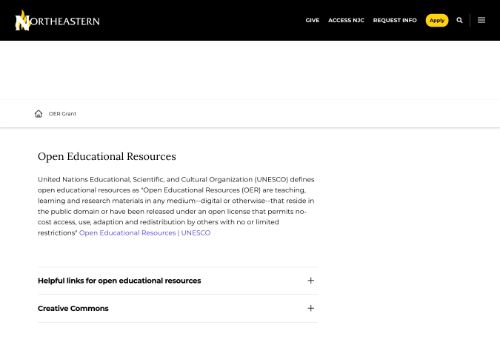 NORTHEASTERN
GIVE ACCESS NJC REQUEST INFO Apply
OER Grant
Open Educational Resources
United Nations Educational, Scientific, and Cultural Organization (UNESCO) defines
open educational resources as "Open Educational Resources (OER) are teaching,
learning and research materials in any medium--digital or otherwise--that reside in
the public domain or have been released under an open license that permits no-
cost access, use, adaption and redistribution by others with no or limited
restrictions" Open Educational Resources | UNESCO
Helpful links for open educational resources
Creative Commons